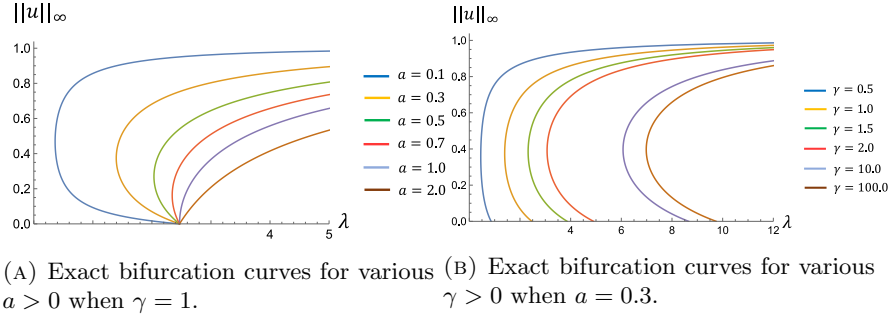 ||u||∞
1.0
0.8
0.6
0.4
0.2
0.0
4
5
λ
a = 0.1
a = 0.3
a = 0.5
a = 0.7
a = 1.0
a = 2.0
(A) Exact bifurcation curves for various
a > 0 when γ = 1.
||u||∞
1.0
0.8
0.6
0.4
0.2
0.0
2
4
6
8
10
12
λ
γ = 0.5
γ = 1.0
γ = 1.5
γ = 2.0
γ = 10.0
γ = 100.0
(B) Exact bifurcation curves for various
γ > 0 when a = 0.3.